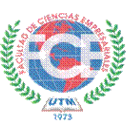 FACULTAD DE CIENCIAS EMPRESARIALES
FCE
UTM
1973